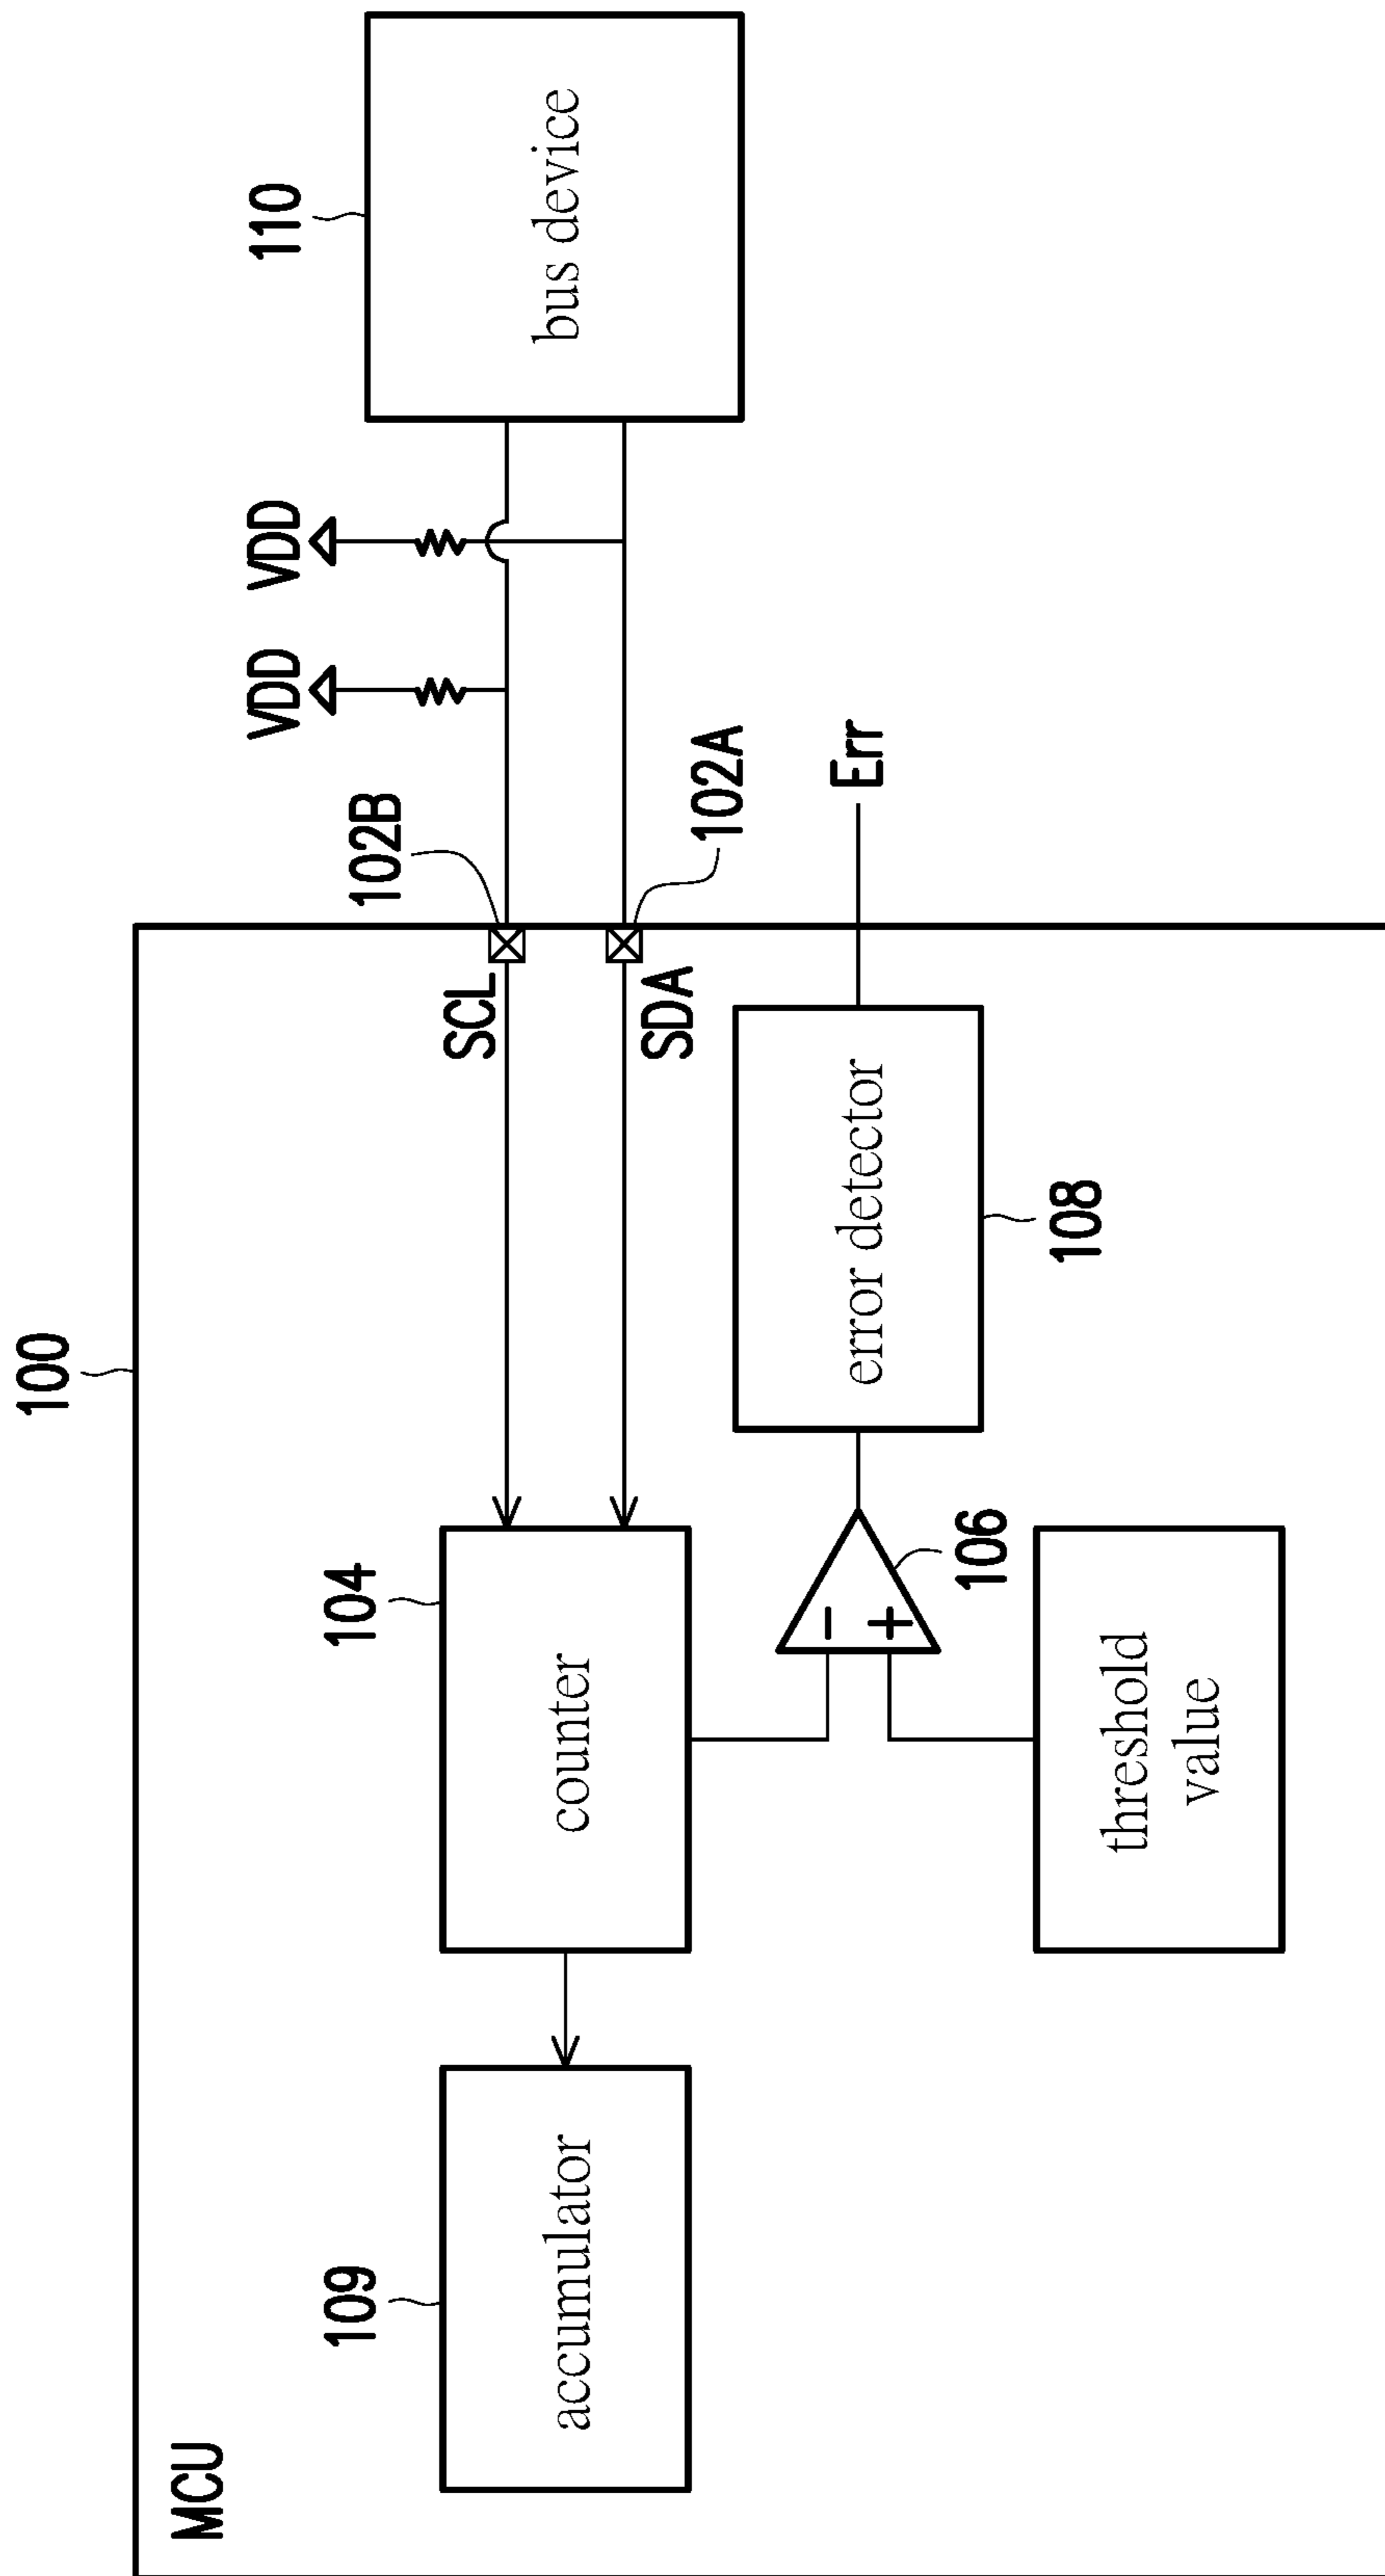 100
MCU
109
accumulator
104
counter
SCL
102B
VDD
VDD
110
bus device
SDA
102A
106
−
+
error detector
108
Err
threshold
value